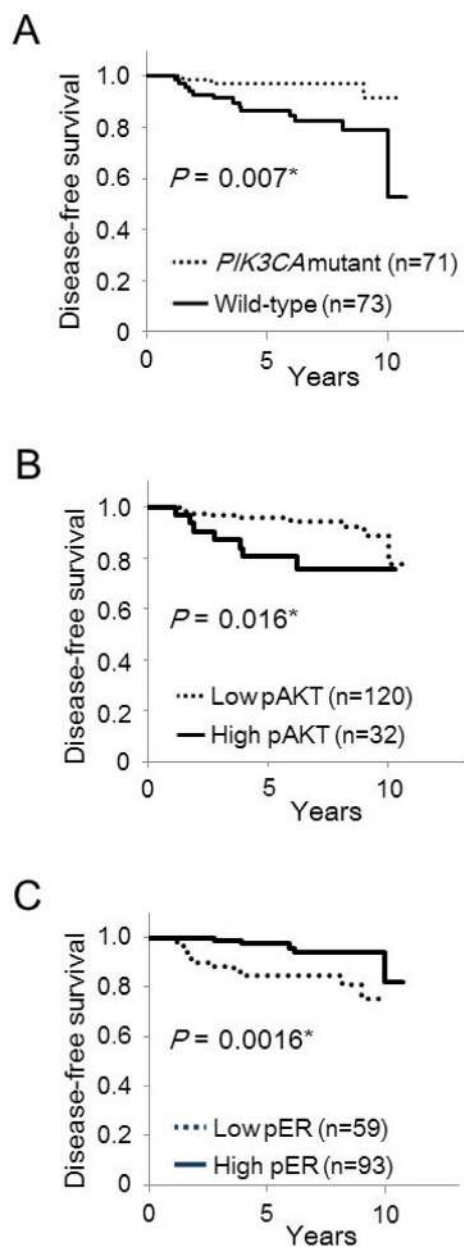 A
Disease-free survival
1.0
0.8
0.6
0.4
0.2
0
P = 0.007*
PIK3CA mutant (n=71)
Wild-type (n=73)
0 5 10
Years
B
Disease-free survival
1.0
0.8
0.6
0.4
0.2
0
P = 0.016*
Low pAKT (n=120)
High pAKT (n=32)
0 5 10
Years
C
Disease-free survival
1.0
0.8
0.6
0.4
0.2
0
P = 0.0016*
Low pER (n=59)
High pER (n=93)
0 5 10
Years